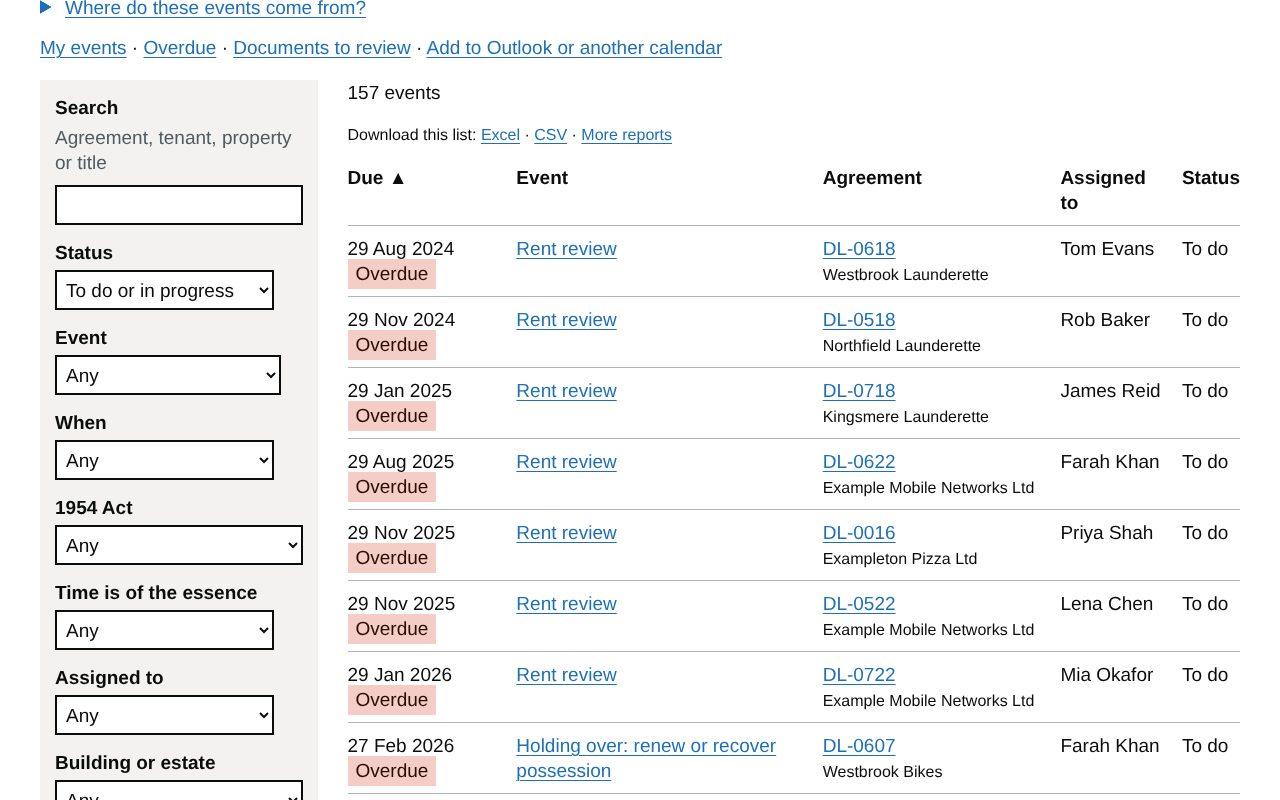 Where do these events come from?
My events · Overdue · Documents to review · Add to Outlook or another calendar
Search
Agreement, tenant, property
or title
Status
To do or in progress
Event
Any
When
Any
1954 Act
Any
Time is of the essence
Any
Assigned to
Any
Building or estate
Any
157 events
Download this list: Excel · CSV · More reports
Due ▲ Event Agreement Assigned to Status
29 Aug 2024 Rent review DL-0618 Tom Evans To do
Overdue Westbrook Launderette
29 Nov 2024 Rent review DL-0518 Rob Baker To do
Overdue Northfield Launderette
29 Jan 2025 Rent review DL-0718 James Reid To do
Overdue Kingsmere Launderette
29 Aug 2025 Rent review DL-0622 Farah Khan To do
Overdue Example Mobile Networks Ltd
29 Nov 2025 Rent review DL-0016 Priya Shah To do
Overdue Exampleton Pizza Ltd
29 Nov 2025 Rent review DL-0522 Lena Chen To do
Overdue Example Mobile Networks Ltd
29 Jan 2026 Rent review DL-0722 Mia Okafor To do
Overdue Example Mobile Networks Ltd
27 Feb 2026 Holding over: renew or recover DL-0607 Farah Khan To do
Overdue possession Westbrook Bikes